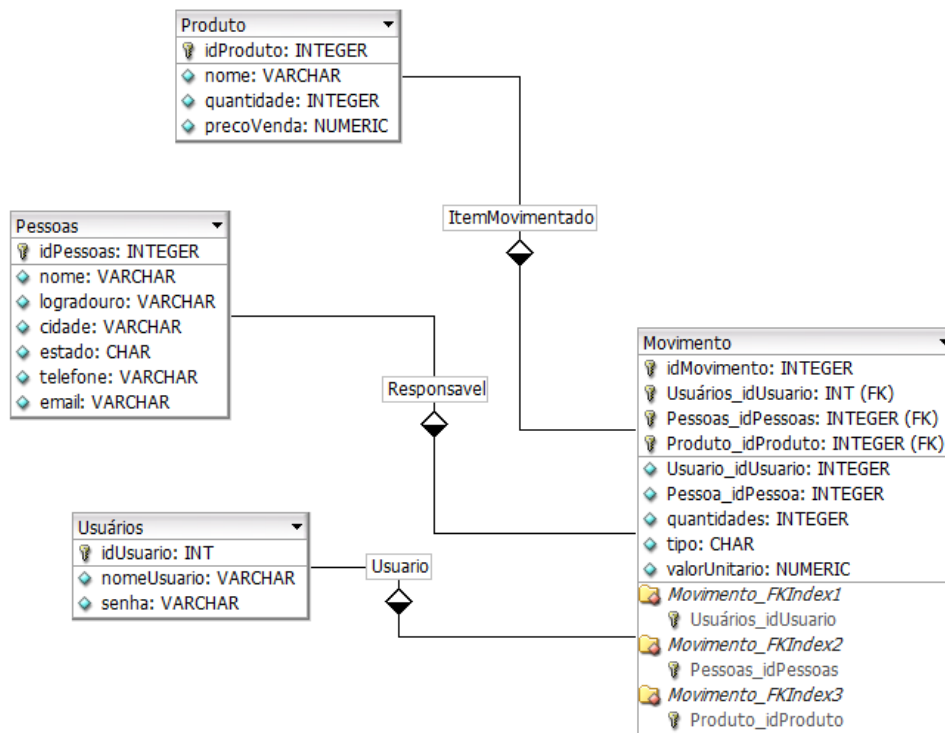 Produto
idProduto: INTEGER
nome: VARCHAR
quantidade: INTEGER
precoVenda: NUMERIC
ItemMovimentado
Pessoas
idPessoas: INTEGER
nome: VARCHAR
logradouro: VARCHAR
cidade: VARCHAR
estado: CHAR
telefone: VARCHAR
email: VARCHAR
Responsavel
Usuários
idUsuario: INT
nomeUsuario: VARCHAR
senha: VARCHAR
Usuario
Movimento
idMovimento: INTEGER
Usuários_idUsuario: INT (FK)
Pessoas_idPessoas: INTEGER (FK)
Produto_idProduto: INTEGER (FK)
Usuario_idUsuario: INTEGER
Pessoa_idPessoa: INTEGER
quantidades: INTEGER
tipo: CHAR
valorUnitario: NUMERIC
Movimento_FKIndex1
Usuários_idUsuario
Movimento_FKIndex2
Pessoas_idPessoas
Movimento_FKIndex3
Produto_idProduto